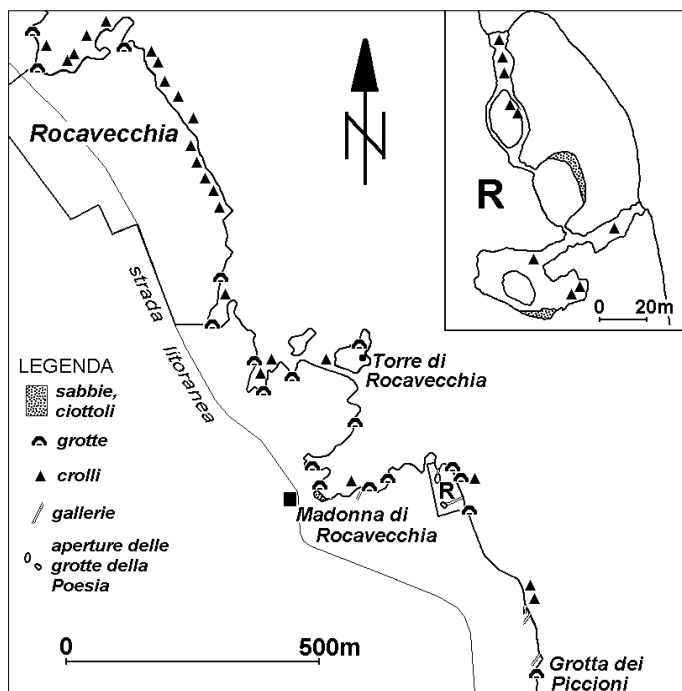 Rocavecchia
N
R
0 20m
strada
litoranea
Torre di
Rocavecchia
LEGENDA
sabbie,
ciottoli
grotte
crolli
gallerie
aperture delle
grotte della
Poesia
R
Madonna di
Rocavecchia
0 500m
Grotta dei
Piccioni